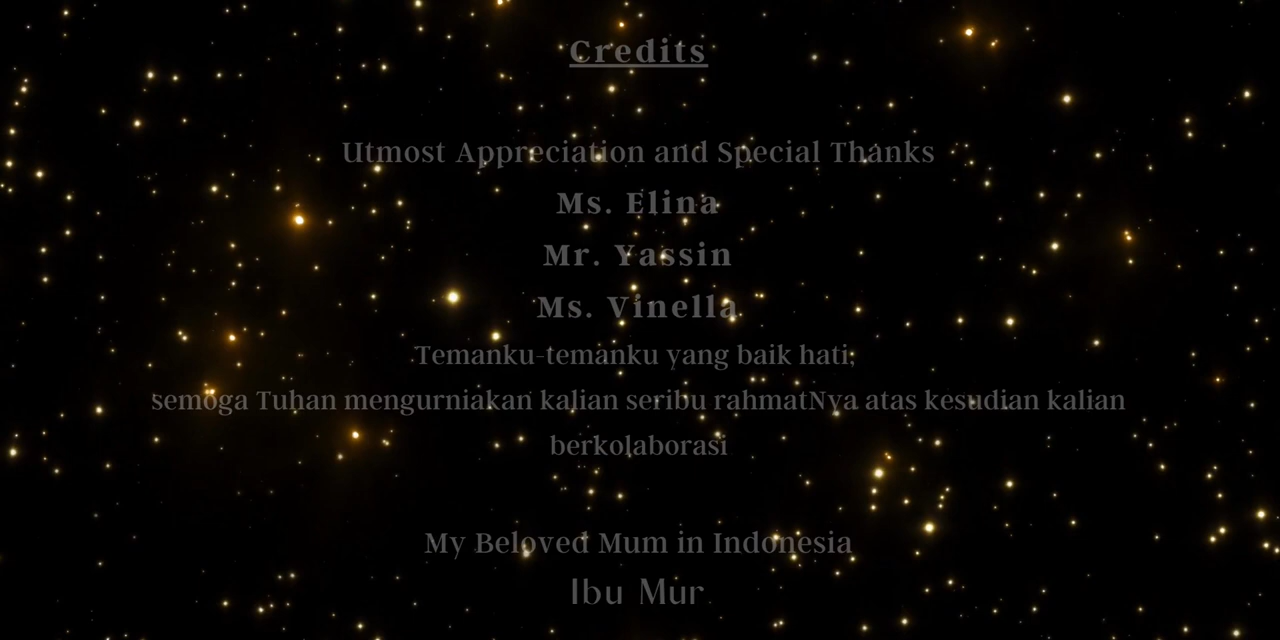 Credits
Utmost Appreciation and Special Thanks
Ms. Elina
Mr. Yassin
Ms. Vinella
Temanku-temanku yang baik hati;
semoga Tuhan mengurniakan kalian seribu rahmatNya atas kesudian kalian
berkolaborasi
My Beloved Mum in Indonesia
Ibu Mur